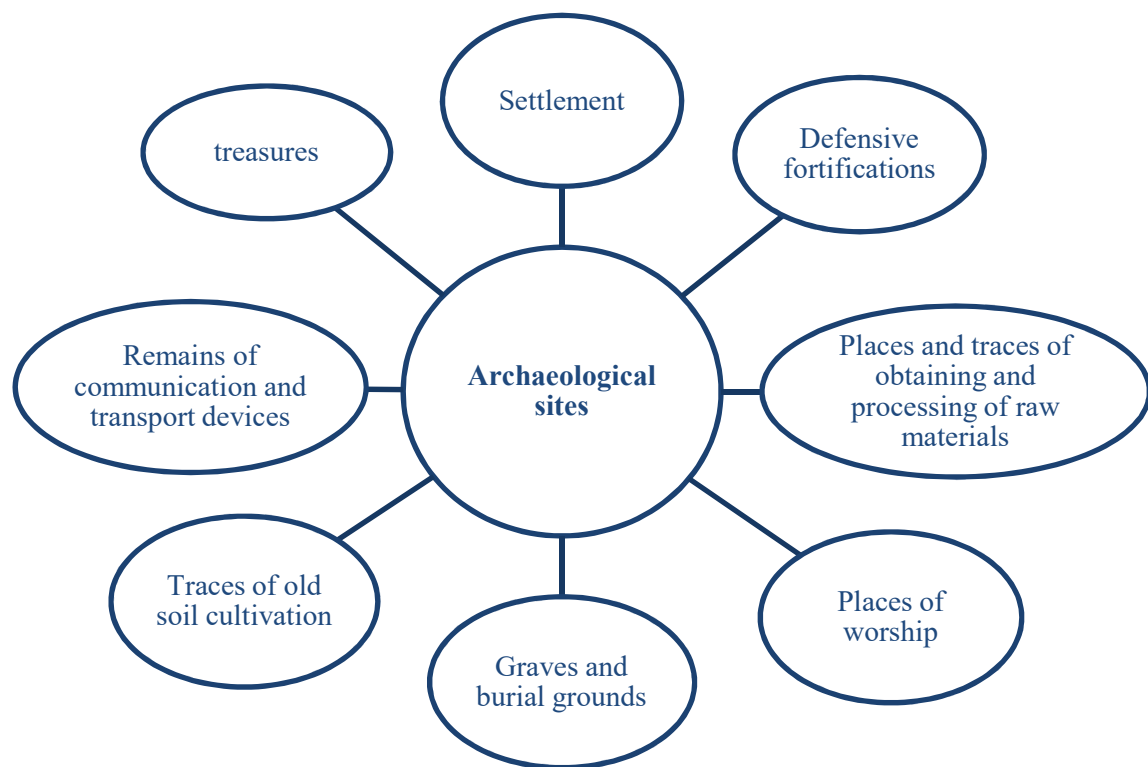 Settlement
treasures
Defensive
fortifications
Remains of
communication and
transport devices
Archaeological
sites
Places and traces of
obtaining and
processing of raw
materials
Traces of old
soil cultivation
Places of
worship
Graves and
burial grounds